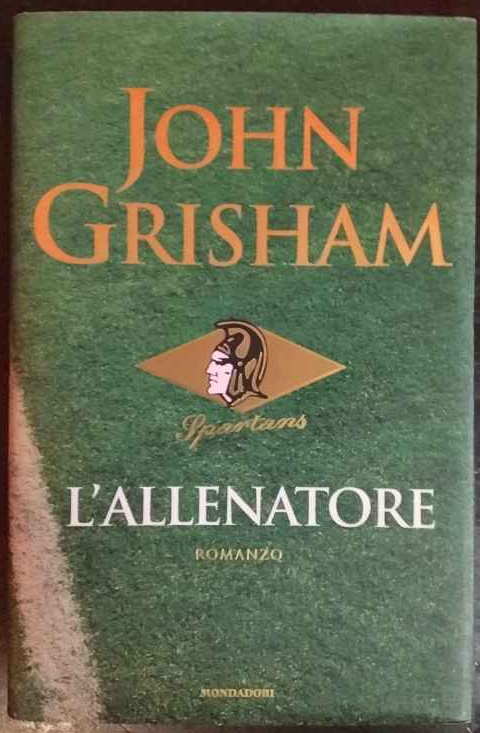 JOHN
GRISHAM
Spartans
L'ALLENATORE
ROMANZO
MONDADORI